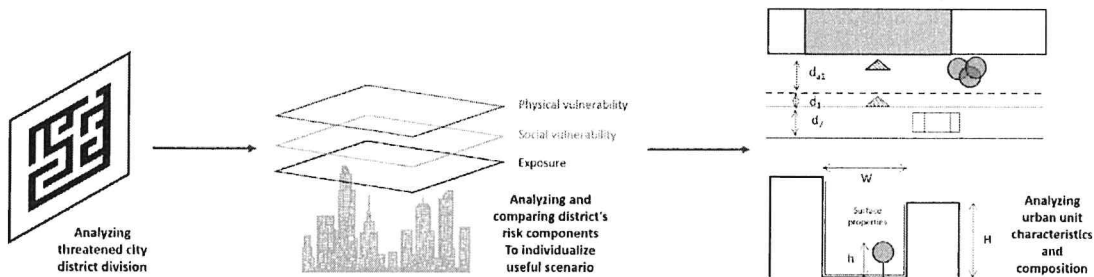 Analyzing
threatened city
district division
Physical vulnerability
Social vulnerability
Exposure
Analyzing and
comparing district's
risk components
To individualize
useful scenario
d₁
W
Surface
properties
h
H
Analyzing
urban unit
characteristics
and
composition